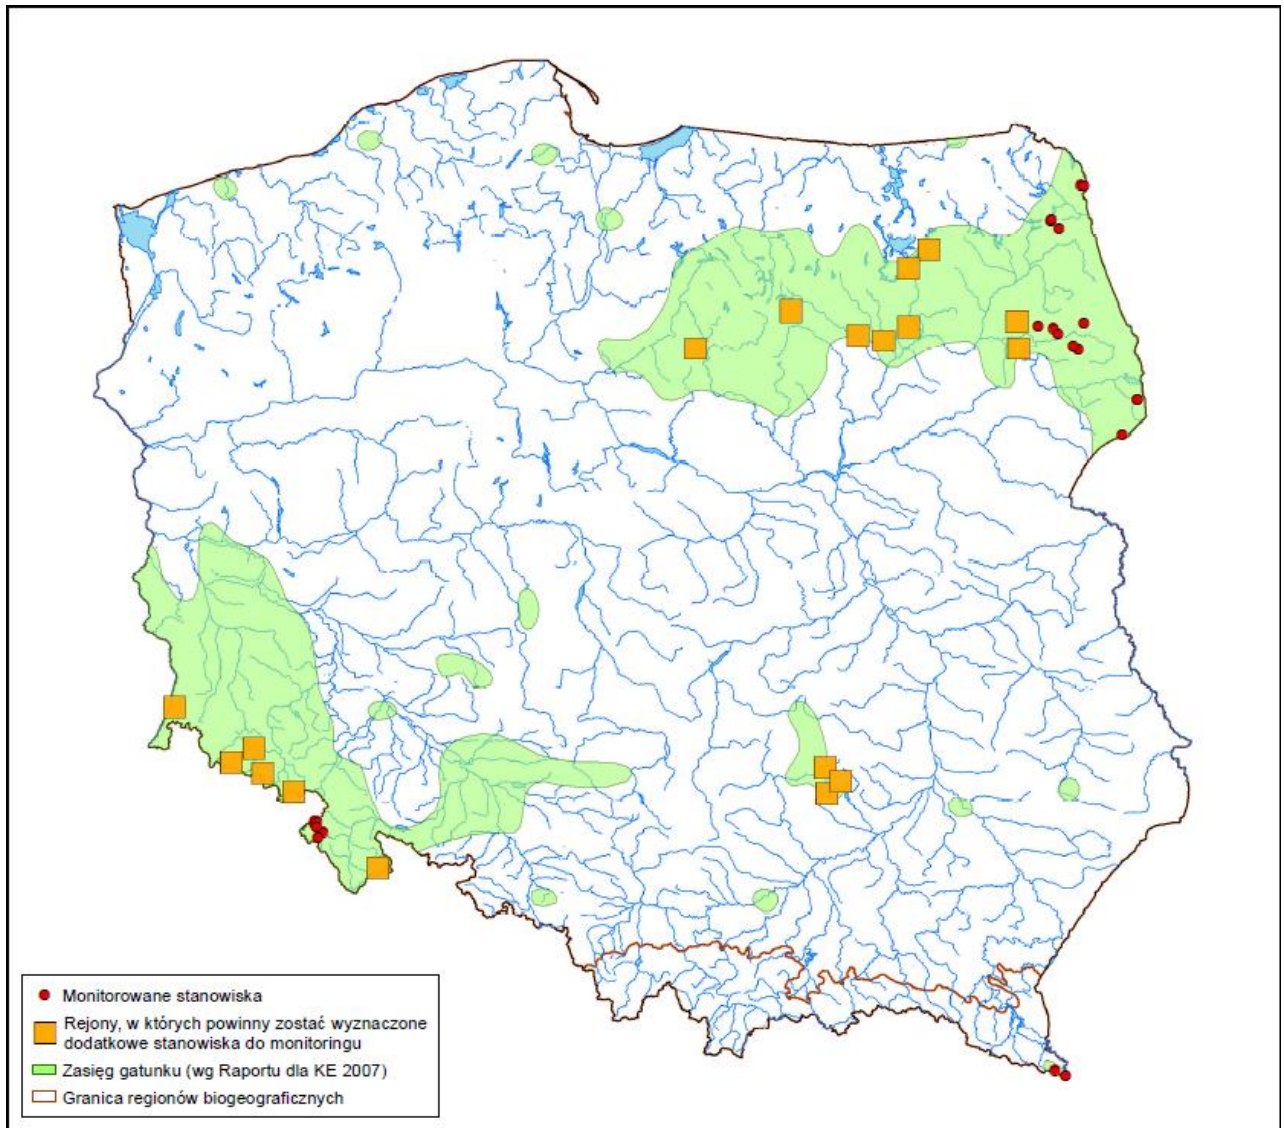 Monitorowane stanowiska
Rejony, w których powinny zostać wyznaczone
dodatkowe stanowiska do monitoringu
Zasięg gatunku (wg Raportu dla KE 2007)
Granica regionów biogeograficznych